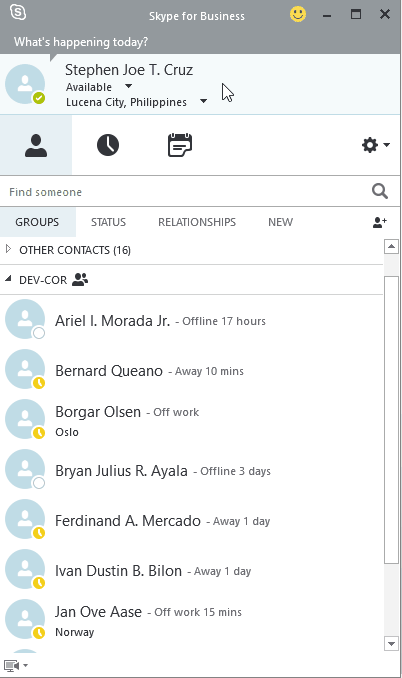 Skype for Business
What's happening today?
Stephen Joe T. Cruz
Available
Lucena City, Philippines
Find someone
GROUPS STATUS RELATIONSHIPS NEW
OTHER CONTACTS (16)
DEV-COR
Ariel I. Morada Jr. - Offline 17 hours
Bernard Queano - Away 10 mins
Borgar Olsen - Off work
Oslo
Bryan Julius R. Ayala - Offline 3 days
Ferdinand A. Mercado - Away 1 day
Ivan Dustin B. Bilon - Away 1 day
Jan Ove Aase - Off work 15 mins
Norway